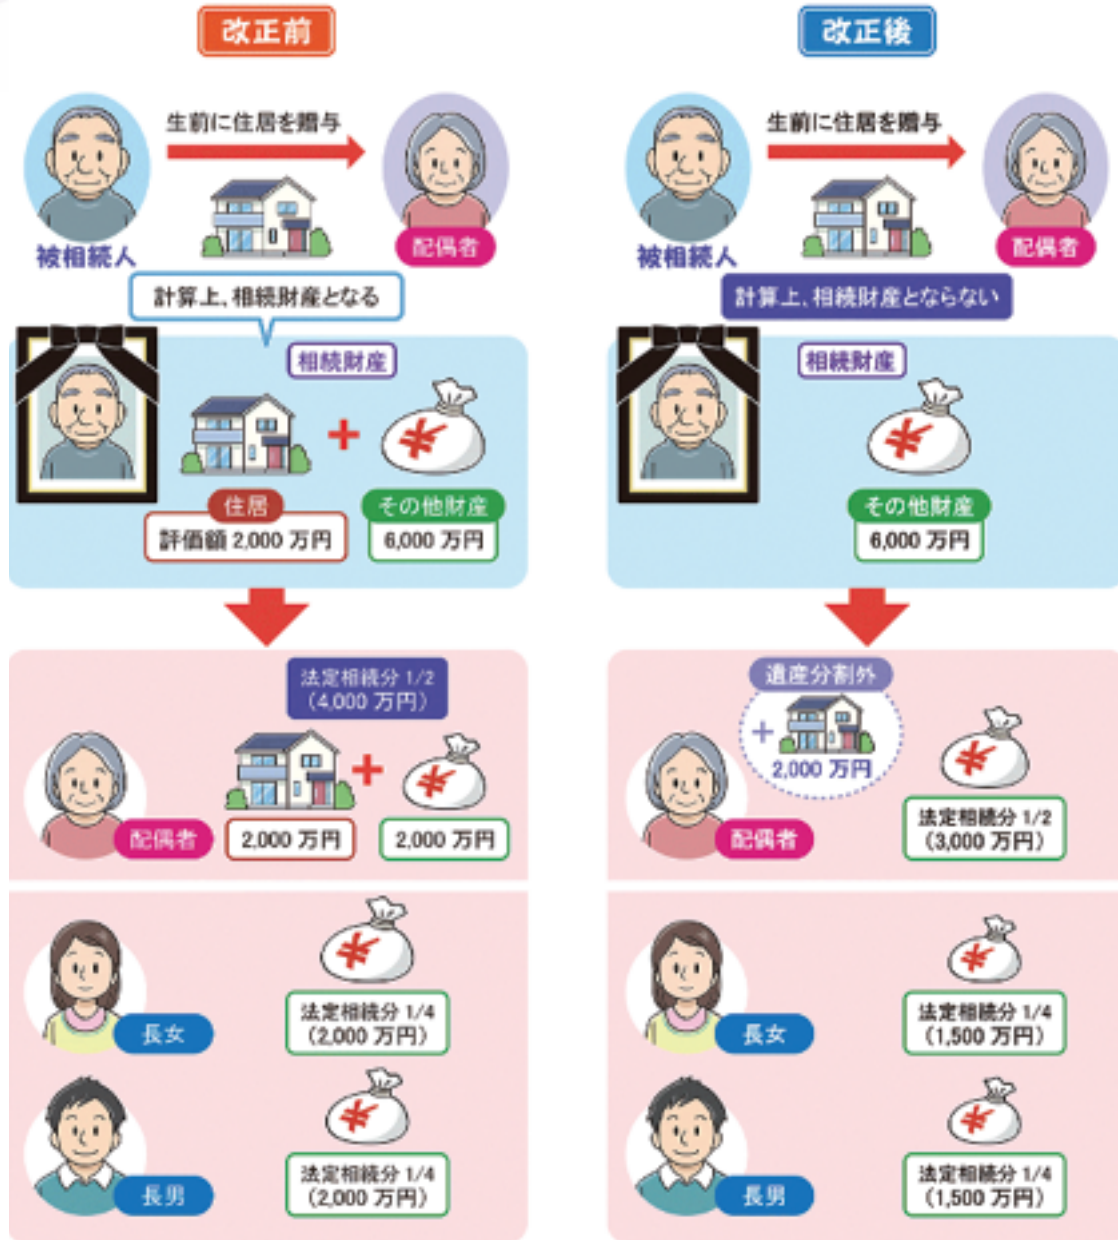 改正前
生前に住居を贈与
被相続人
配偶者
計算上、相続財産となる
相続財産
住居
評価額 2,000 万円
+
その他財産
6,000 万円
法定相続分 1/2
(4,000 万円)
配偶者
2,000 万円
+
2,000 万円
長女
法定相続分 1/4
(2,000 万円)
長男
法定相続分 1/4
(2,000 万円)
改正後
生前に住居を贈与
被相続人
配偶者
計算上、相続財産とならない
相続財産
その他財産
6,000 万円
遺産分割外
+
2,000 万円
配偶者
法定相続分 1/2
(3,000 万円)
長女
法定相続分 1/4
(1,500 万円)
長男
法定相続分 1/4
(1,500 万円)